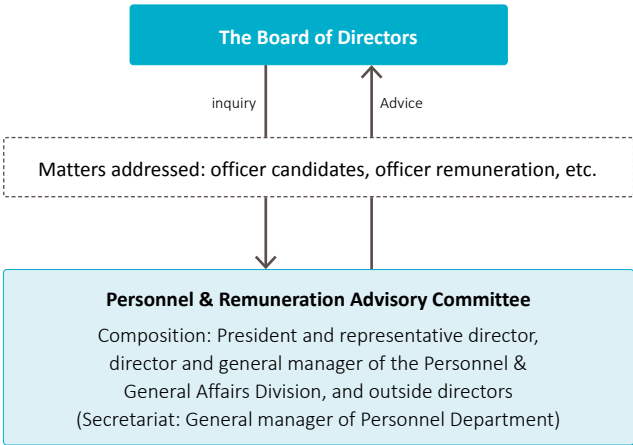 The Board of Directors
inquiry
Advice
Matters addressed: officer candidates, officer remuneration, etc.
Personnel & Remuneration Advisory Committee
Composition: President and representative director,
director and general manager of the Personnel &
General Affairs Division, and outside directors
(Secretariat: General manager of Personnel Department)